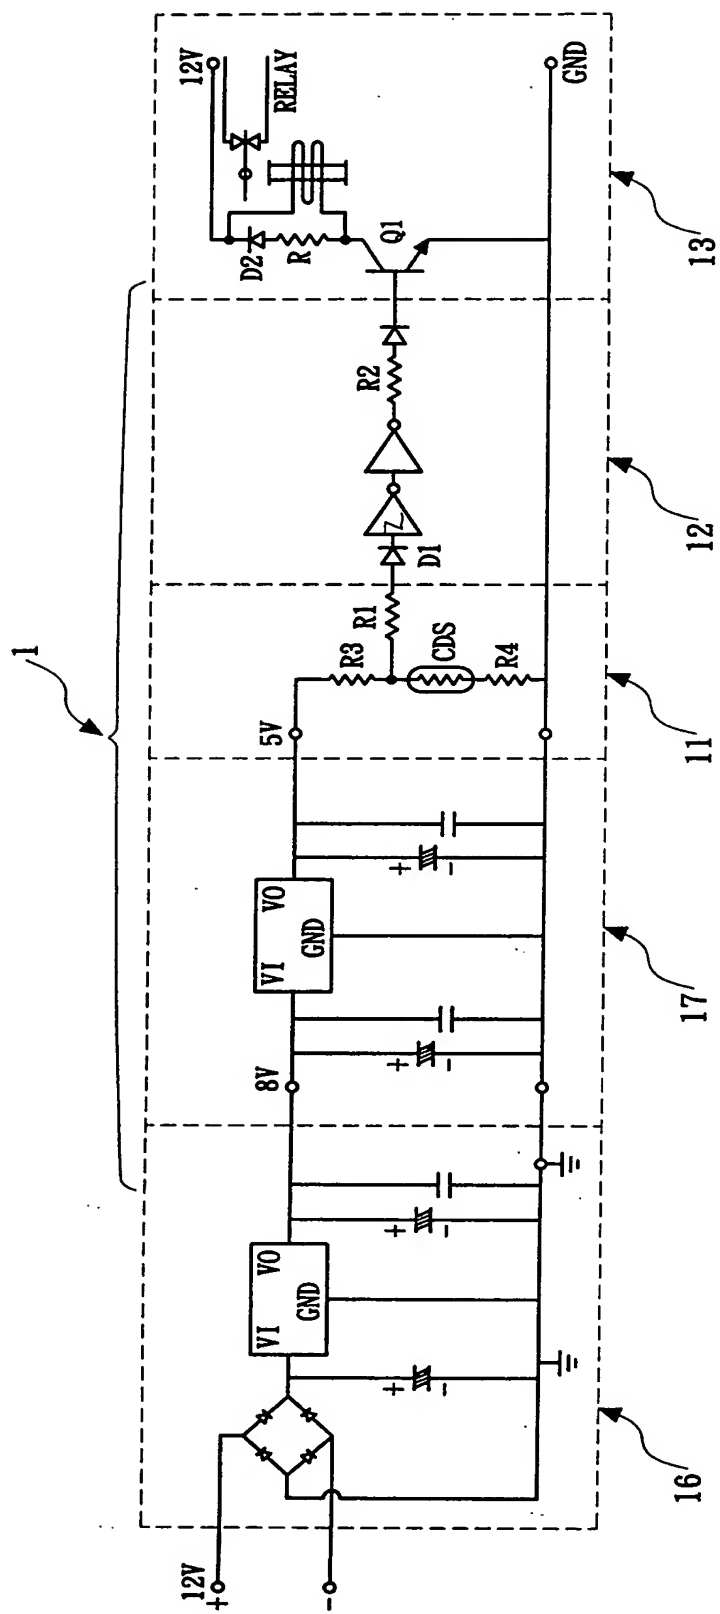 1
12V
+
-
VI
VO
GND
+
-
+
-
8V
+
-
VI
VO
GND
+
-
5V
R3
CDS
R4
R1
D1
R2
Q1
D2
R
12V
RELAY
GND
16
17
11
12
13